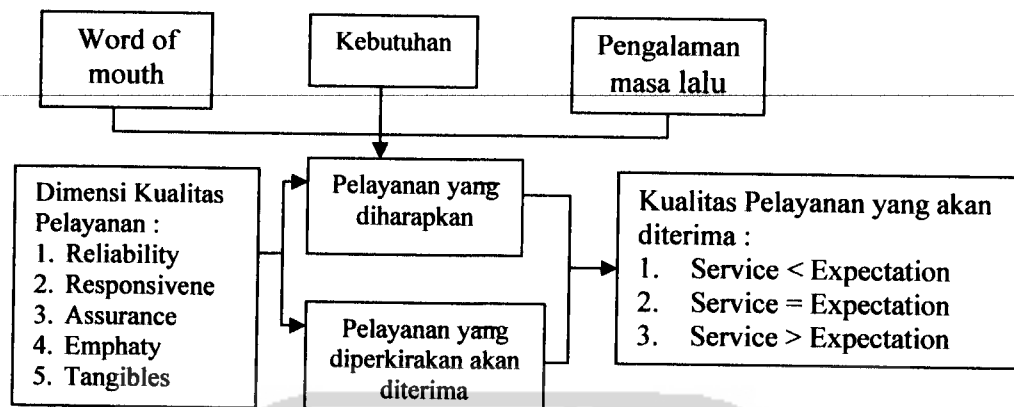 Word of
mouth
Kebutuhan
Pengalaman
masa lalu
Dimensi Kualitas
Pelayanan :
1. Reliability
2. Responsivene
3. Assurance
4. Emphaty
5. Tangibles
Pelayanan yang
diharapkan
Pelayanan yang
diperkirakan akan
diterima
Kualitas Pelayanan yang akan
diterima :
1. Service < Expectation
2. Service = Expectation
3. Service > Expectation